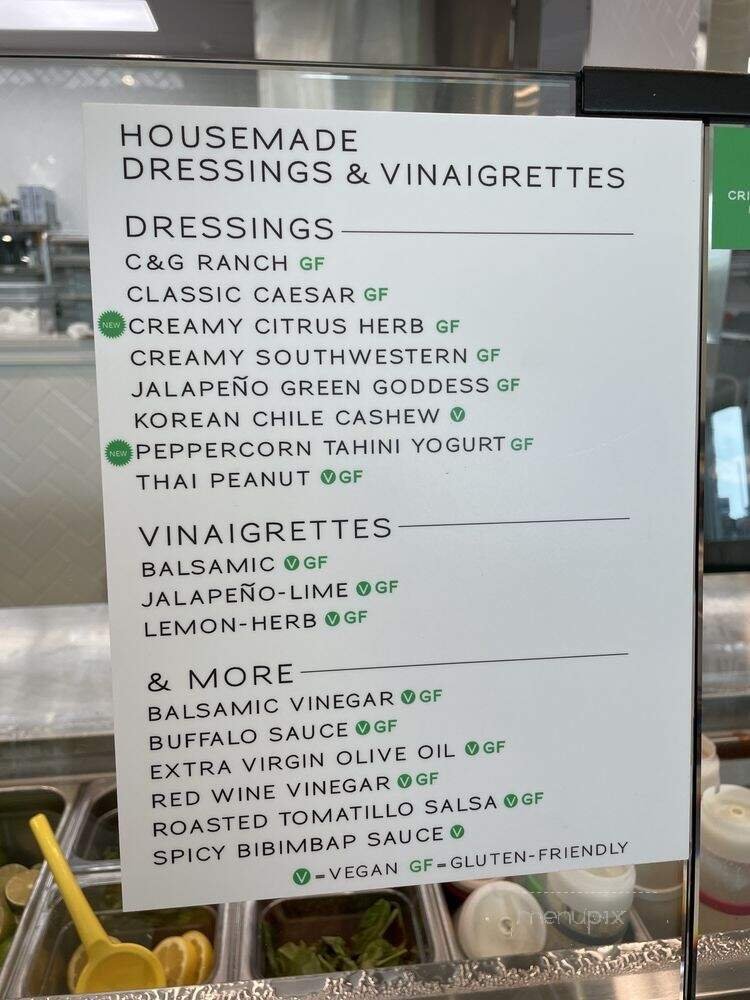 HOUSEMADE
DRESSINGS & VINAIGRETTES
DRESSINGS
C&G RANCH GF
CLASSIC CAESAR GF
NEW CREAMY CITRUS HERB GF
CREAMY SOUTHWESTERN GF
JALAPEÑO GREEN GODDESS GF
KOREAN CHILE CASHEW V
NEW PEPPERCORN TAHINI YOGURT GF
THAI PEANUT V GF
VINAIGRETTES
BALSAMIC V GF
JALAPEÑO-LIME V GF
LEMON-HERB V GF
& MORE
BALSAMIC VINEGAR V GF
BUFFALO SAUCE V GF
EXTRA VIRGIN OLIVE OIL V GF
RED WINE VINEGAR V GF
ROASTED TOMATILLO SALSA V GF
SPICY BIBIMBAP SAUCE V
V=VEGAN GF=GLUTEN-FRIENDLY
menupix
CRI